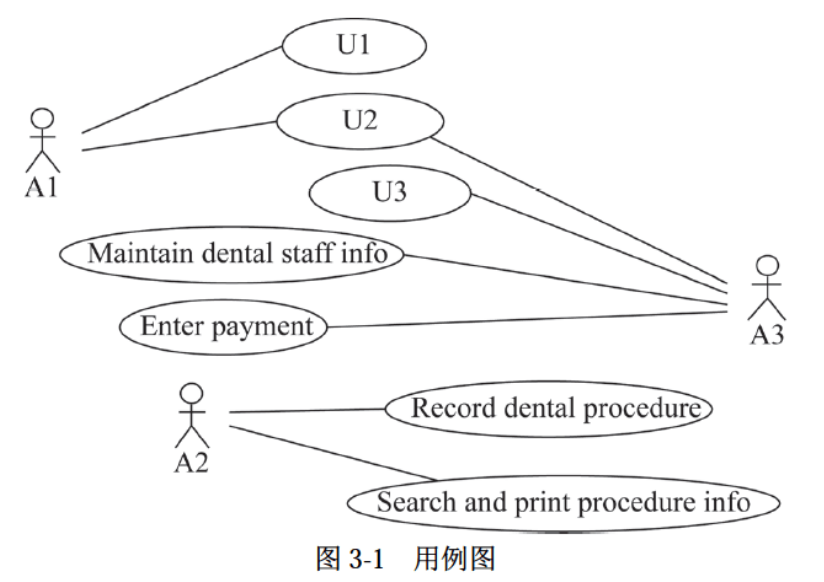 U1
U2
A1
U3
Maintain dental staff info
Enter payment
A3
Record dental procedure
A2
Search and print procedure info
图 3-1 用例图